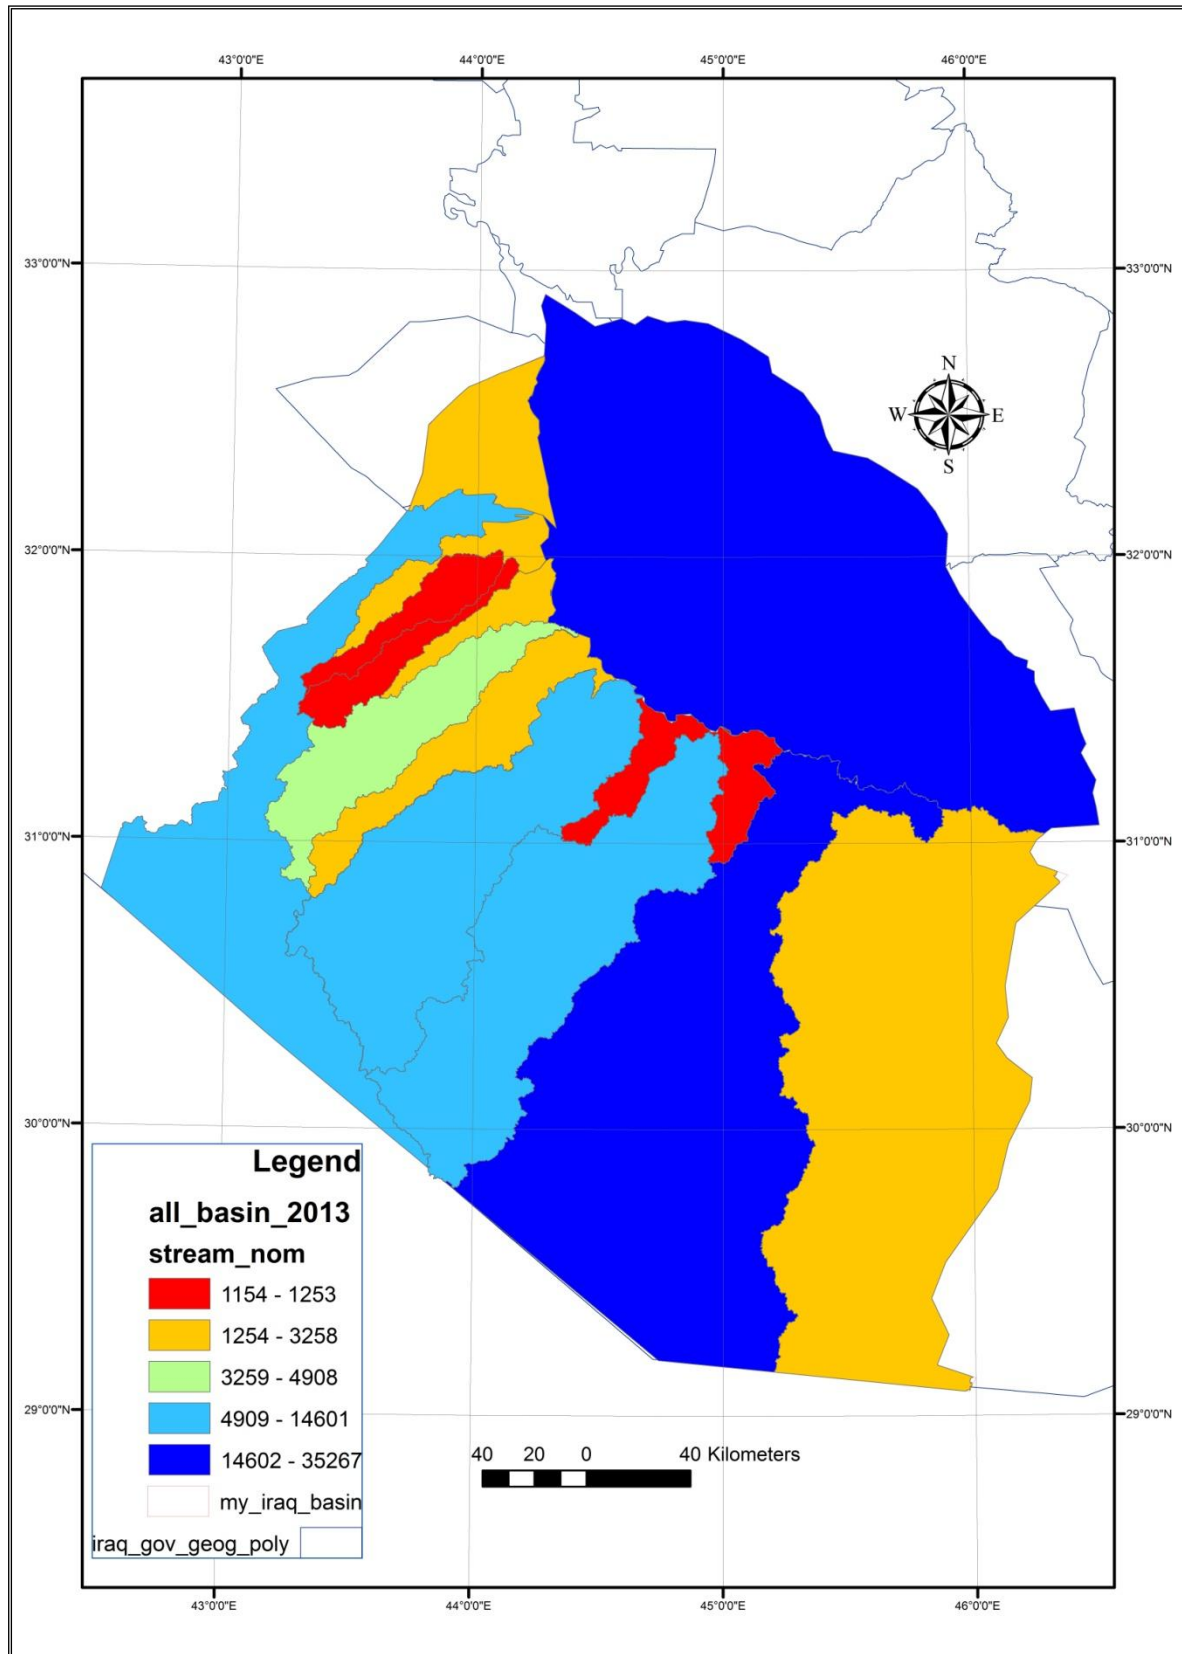 43°0'0"E 44°0'0"E 45°0'0"E 46°0'0"E
33°0'0"N 33°0'0"N
N
W E
S
32°0'0"N 32°0'0"N
31°0'0"N 31°0'0"N
30°0'0"N 30°0'0"N
Legend
all_basin_2013
stream_nom
1154 - 1253
1254 - 3258
3259 - 4908
4909 - 14601
14602 - 35267
my_iraq_basin
iraq_gov_geog_poly
29°0'0"N 29°0'0"N
40 20 0 40 Kilometers
43°0'0"E 44°0'0"E 45°0'0"E 46°0'0"E